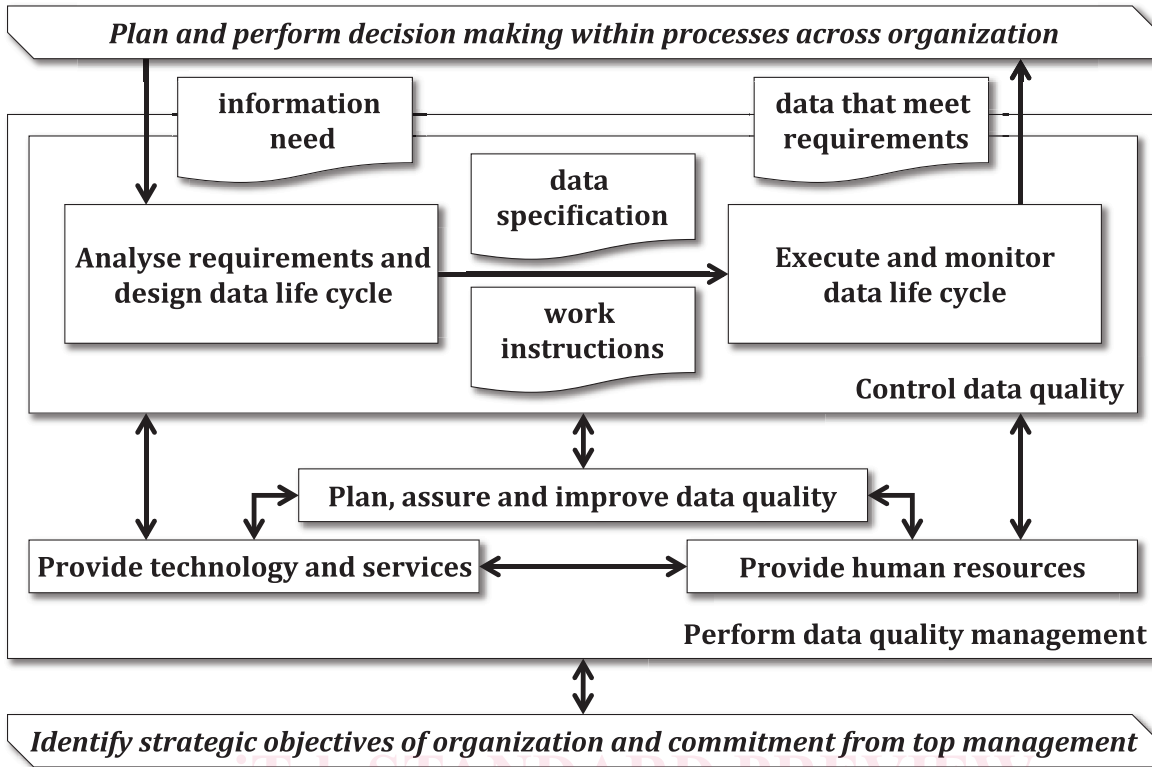 Plan and perform decision making within processes across organization
information
need
data that meet
requirements
data
specification
Analyse requirements and
design data life cycle
Execute and monitor
data life cycle
work
instructions
Control data quality
Plan, assure and improve data quality
Provide technology and services
Provide human resources
Perform data quality management
Identify strategic objectives of organization and commitment from top management
STANDARD PREVIEW